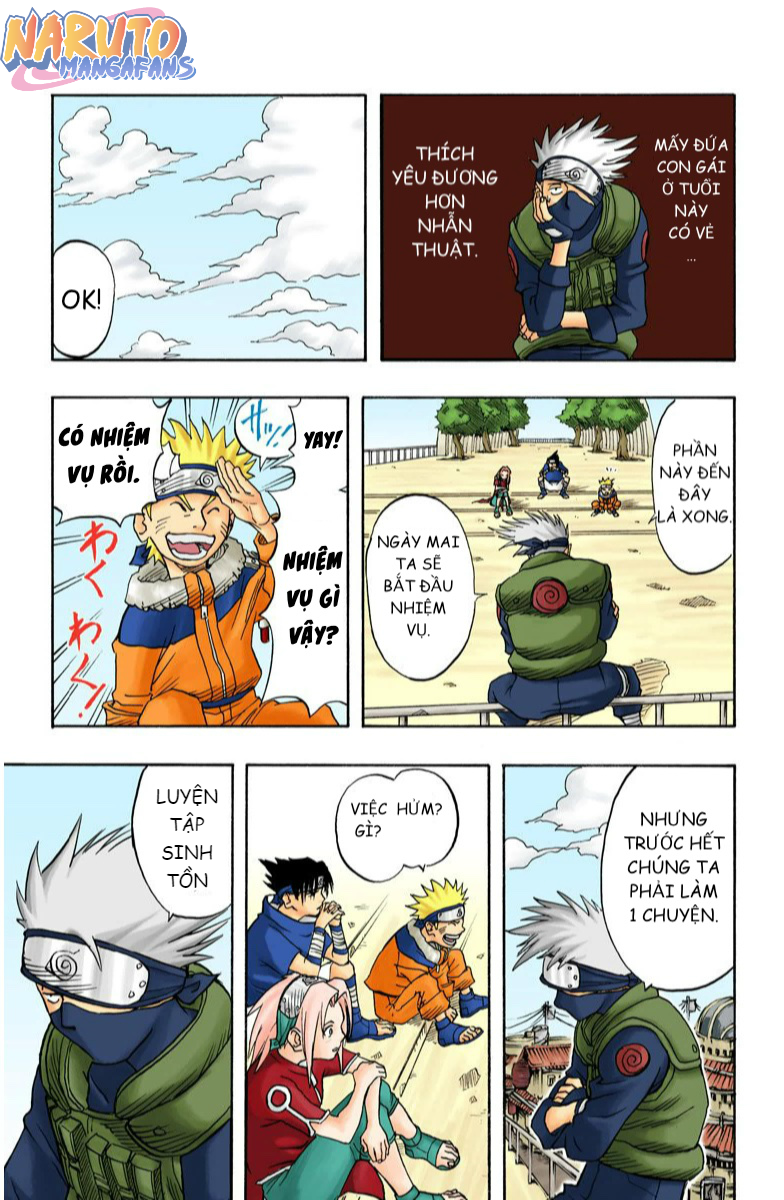 NARUTO
MANGAFANS
MẤY ĐỨA
CON GÁI
Ở TUỔI
NÀY
CÓ VẺ
...
THÍCH
YÊU ĐƯƠNG
HƠN
NHẪN
THUẬT.
OK!
PHẦN
NÀY ĐẾN
ĐÂY
LÀ XONG.
NGÀY MAI
TA SẼ
BẮT ĐẦU
NHIỆM
VỤ.
YAY!
CÓ NHIỆM
VỤ RỒI.
NHIỆM
VỤ GÌ
VẬY?
わくわく!
NHƯNG
TRƯỚC HẾT
CHÚNG TA
PHẢI LÀM
1 CHUYỆN.
VIỆC HỬM?
GÌ?
LUYỆN
TẬP
SINH
TỒN